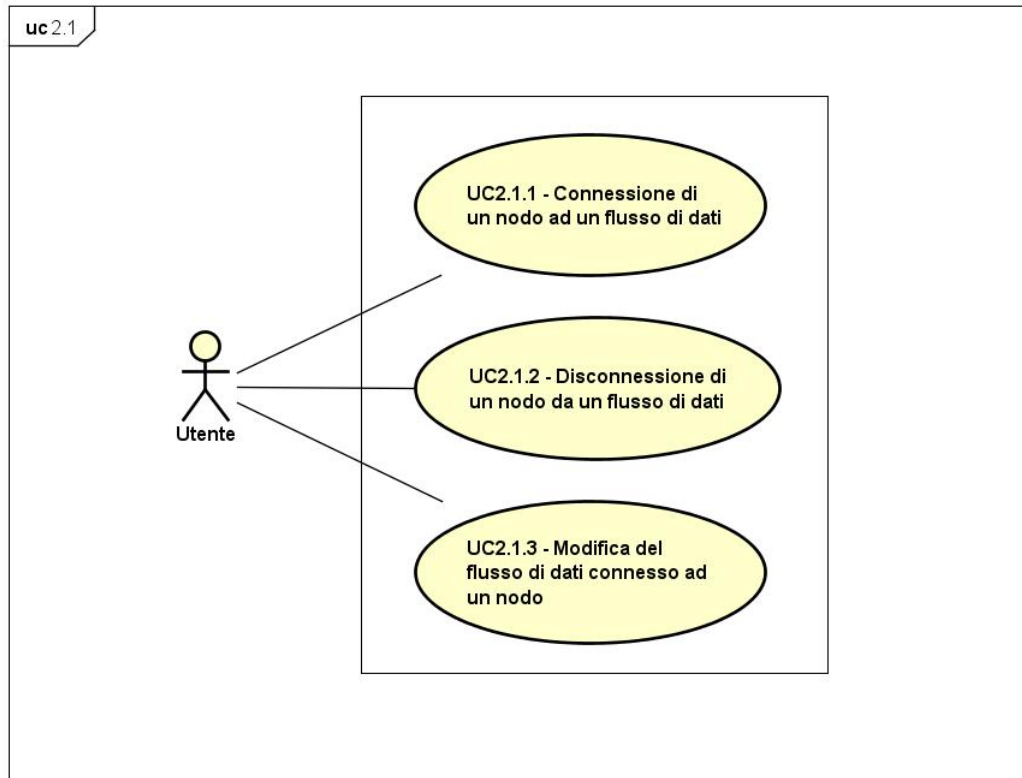 uc 2.1
UC2.1.1 - Connessione di
un nodo ad un flusso di dati
UC2.1.2 - Disconnessione di
un nodo da un flusso di dati
Utente
UC2.1.3 - Modifica del
flusso di dati connesso ad
un nodo